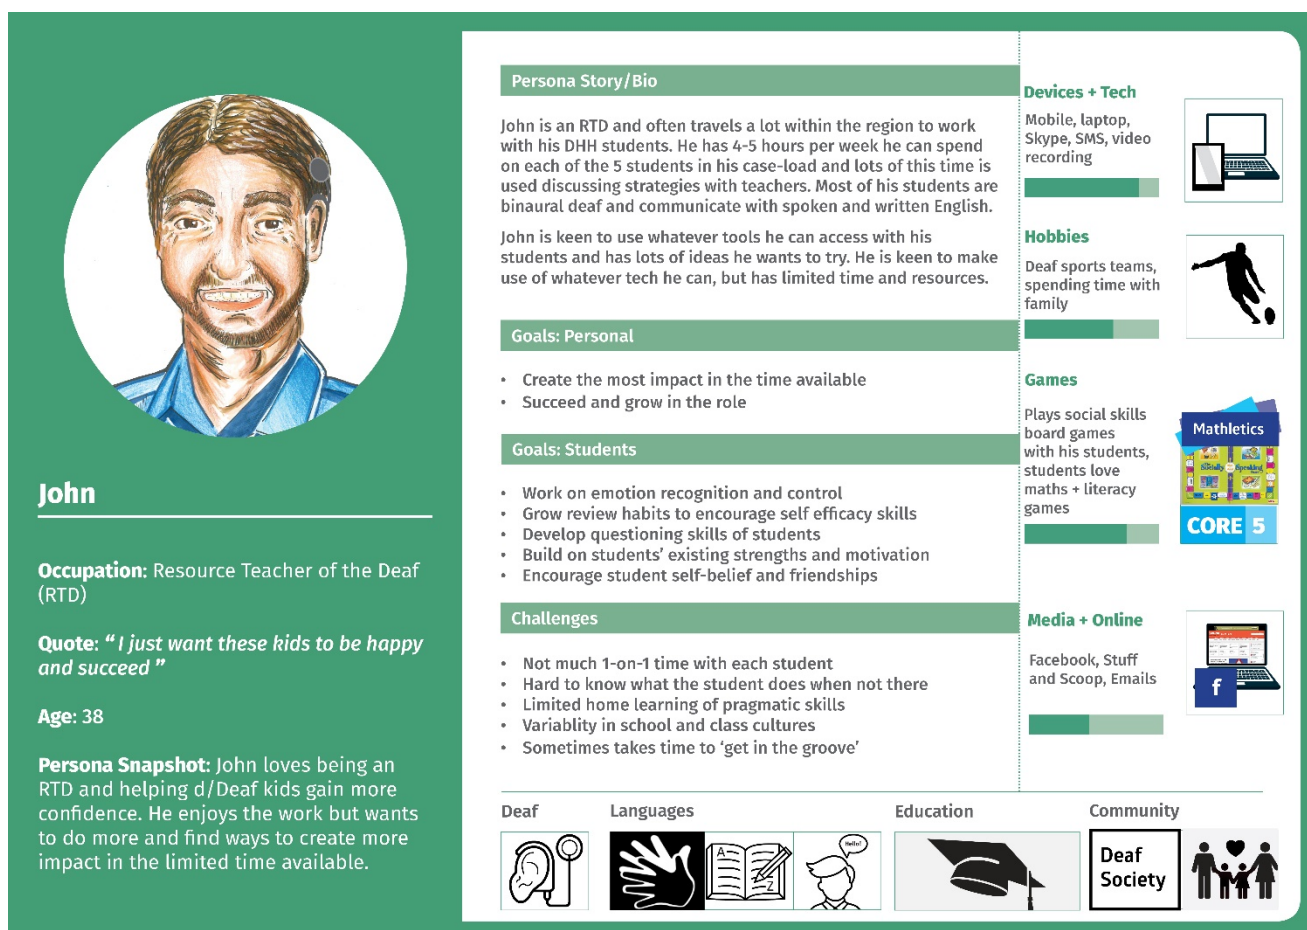 John
Occupation: Resource Teacher of the Deaf
(RTD)
Quote: “ I just want these kids to be happy
and succeed ”
Age: 38
Persona Snapshot: John loves being an
RTD and helping d/Deaf kids gain more
confidence. He enjoys the work but wants
to do more and find ways to create more
impact in the limited time available.
Persona Story/Bio
John is an RTD and often travels a lot within the region to work
with his DHH students. He has 4-5 hours per week he can spend
on each of the 5 students in his case-load and lots of this time is
used discussing strategies with teachers. Most of his students are
binaural deaf and communicate with spoken and written English.
John is keen to use whatever tools he can access with his
students and has lots of ideas he wants to try. He is keen to make
use of whatever tech he can, but has limited time and resources.
Goals: Personal
• Create the most impact in the time available
• Succeed and grow in the role
Goals: Students
• Work on emotion recognition and control
• Grow review habits to encourage self efficacy skills
• Develop questioning skills of students
• Build on students’ existing strengths and motivation
• Encourage student self-belief and friendships
Challenges
• Not much 1-on-1 time with each student
• Hard to know what the student does when not there
• Limited home learning of pragmatic skills
• Variablity in school and class cultures
• Sometimes takes time to ‘get in the groove’
Devices + Tech
Mobile, laptop,
Skype, SMS, video
recording
Hobbies
Deaf sports teams,
spending time with
family
Games
Plays social skills
board games
with his students,
students love
maths + literacy
games
Mathletics
Socially Speaking
CORE 5
Media + Online
Facebook, Stuff
and Scoop, Emails
f
Deaf
Languages
A
Z
Hello!
Education
Community
Deaf
Society